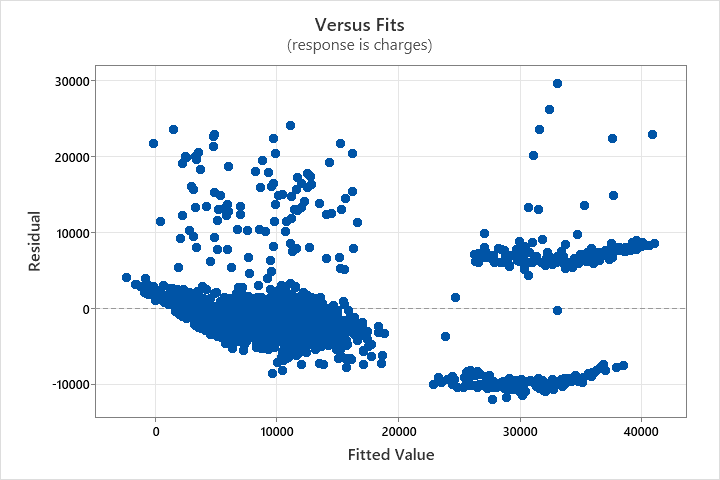 Versus Fits
(response is charges)
30000
20000
10000
0
-10000
Residual
0
10000
20000
30000
40000
Fitted Value